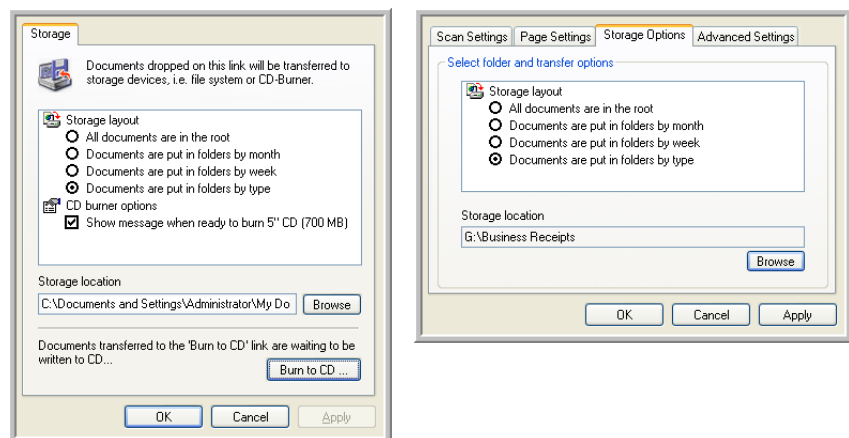 Storage
Documents dropped on this link will be transferred to
storage devices, i.e. file system or CD-Burner.
Storage layout
All documents are in the root
Documents are put in folders by month
Documents are put in folders by week
Documents are put in folders by type
CD burner options
Show message when ready to burn 5" CD (700 MB)
Storage location
C:\Documents and Settings\Administrator\My Do
Browse
Documents transferred to the 'Burn to CD' link are waiting to be
written to CD...
Burn to CD ...
OK Cancel Apply
Scan Settings Page Settings Storage Options Advanced Settings
Select folder and transfer options
Storage layout
All documents are in the root
Documents are put in folders by month
Documents are put in folders by week
Documents are put in folders by type
Storage location
G:\Business Receipts
Browse
OK Cancel Apply